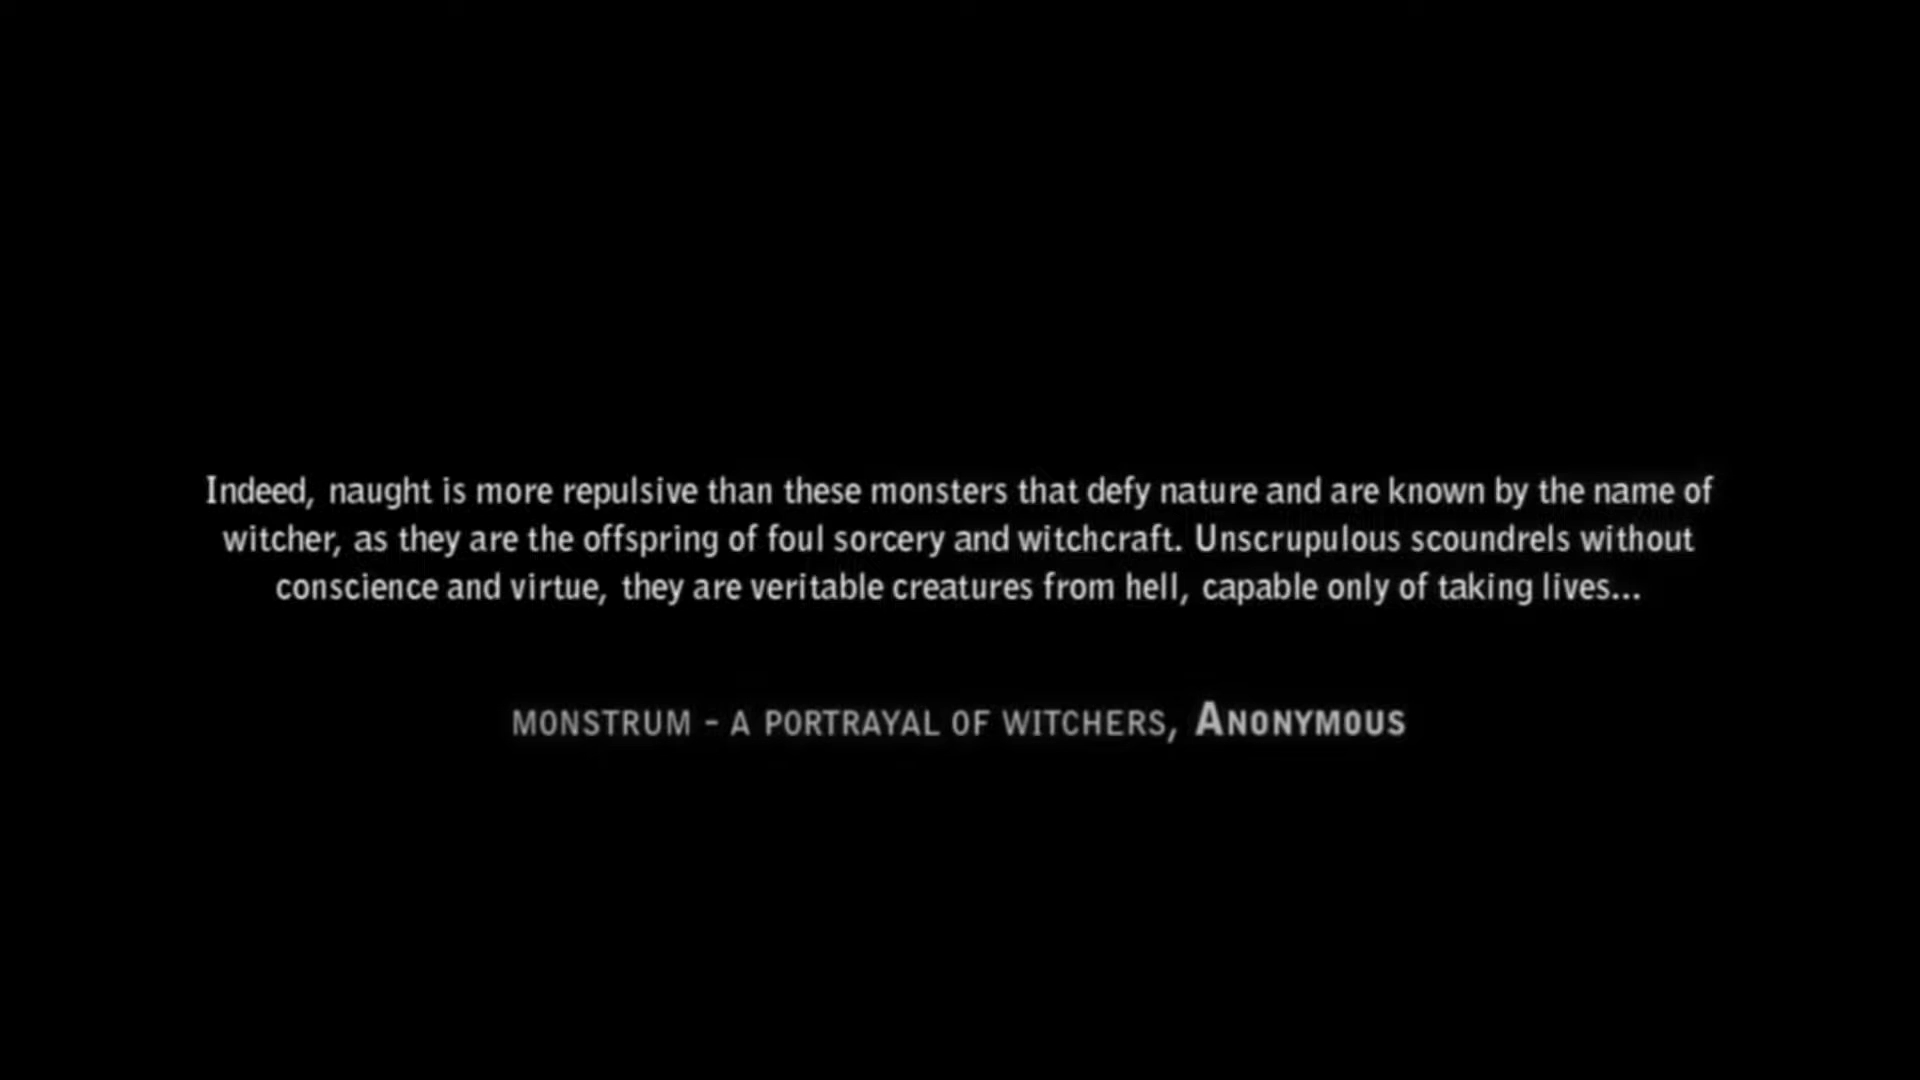 Indeed, naught is more repulsive than these monsters that defy nature and are known by the name of
witcher, as they are the offspring of foul sorcery and witchcraft. Unscrupulous scoundrels without
conscience and virtue, they are veritable creatures from hell, capable only of taking lives...
MONSTRUM - A PORTRAYAL OF WITCHERS, ANONYMOUS